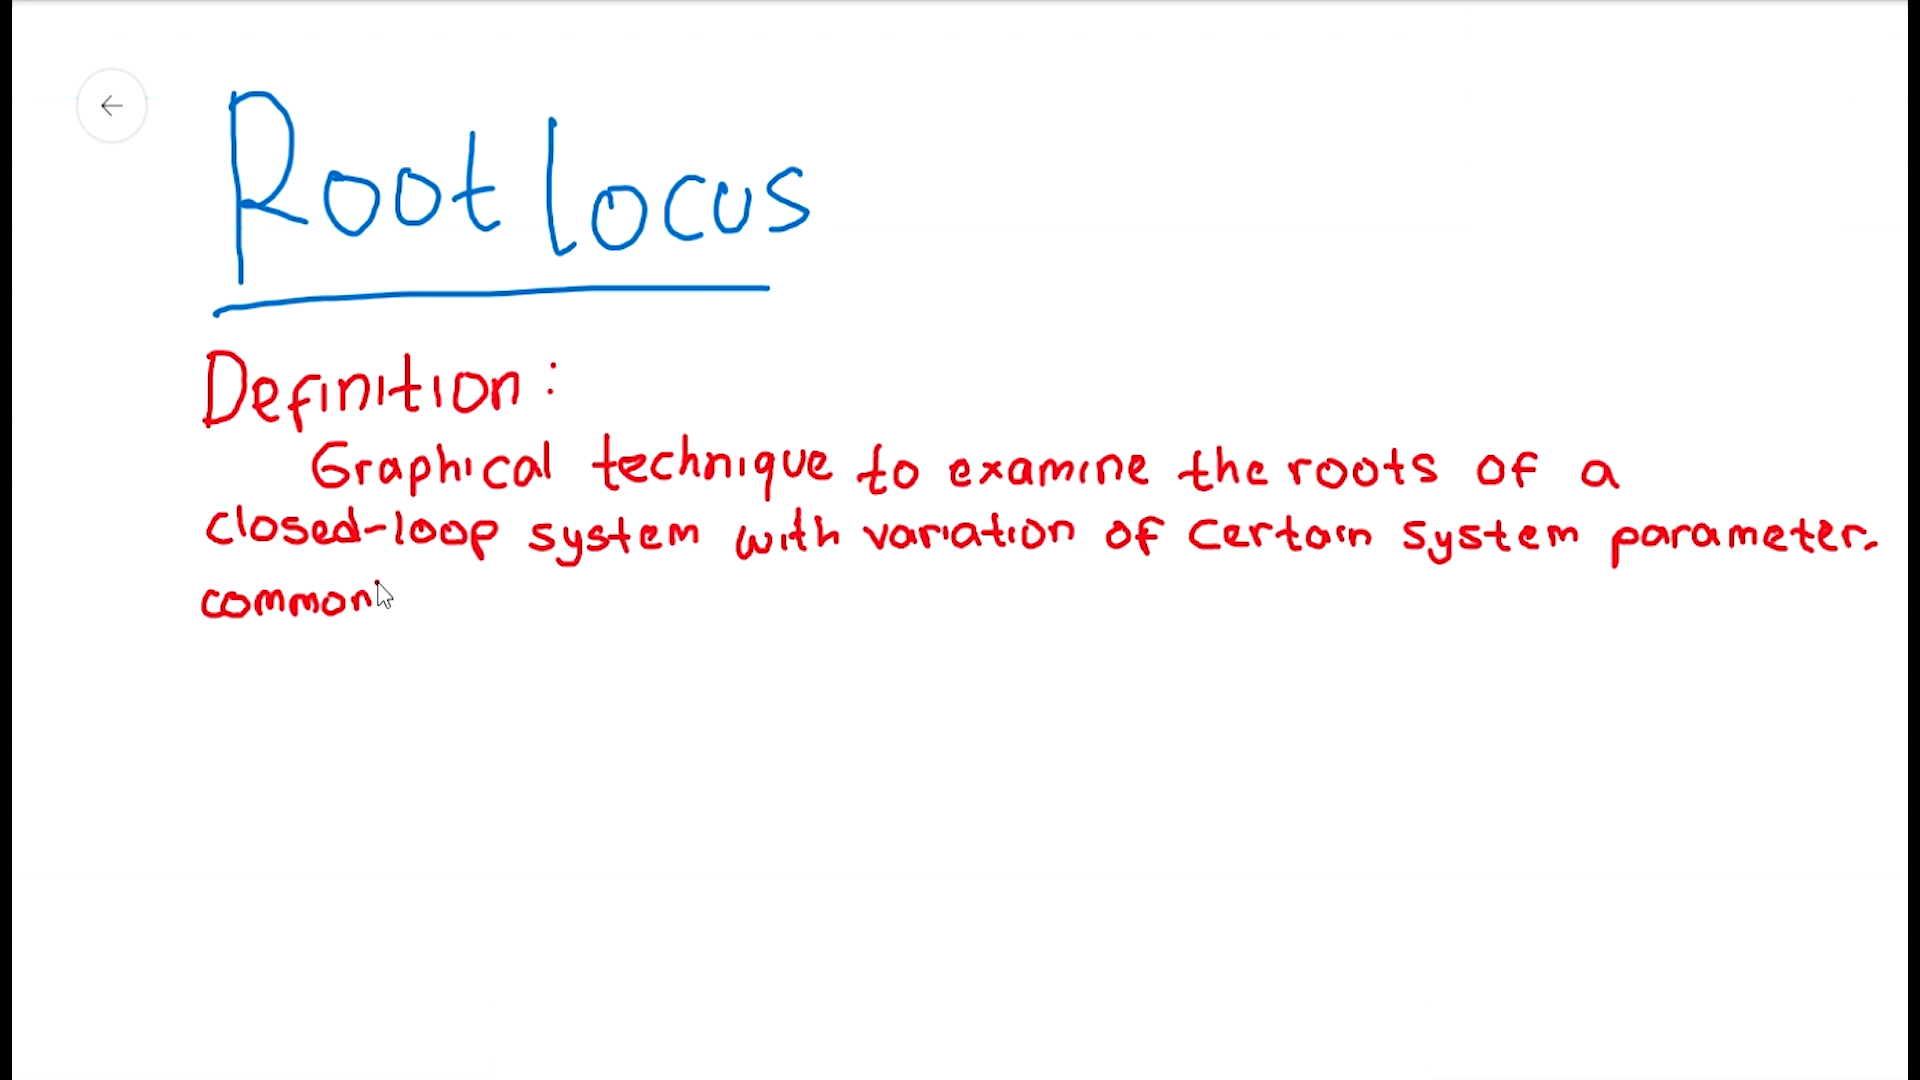 Root locus
Definition:
Graphical technique to examine the roots of a
closed-loop system with variation of certain system parameter.
common